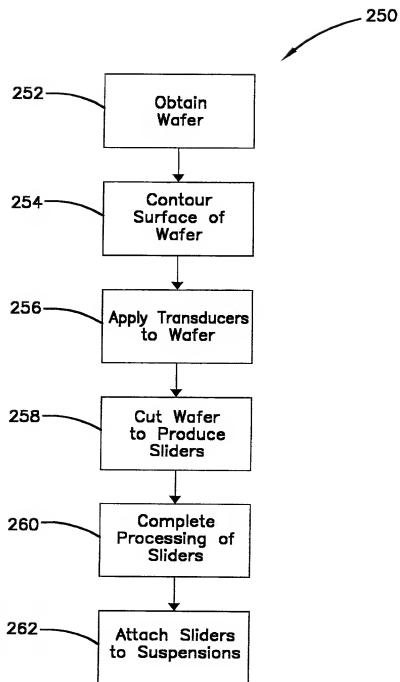 250
252
Obtain
Wafer
254
Contour
Surface of
Wafer
256
Apply Transducers
to Wafer
258
Cut Wafer
to Produce
Sliders
260
Complete
Processing of
Sliders
262
Attach Sliders
to Suspensions